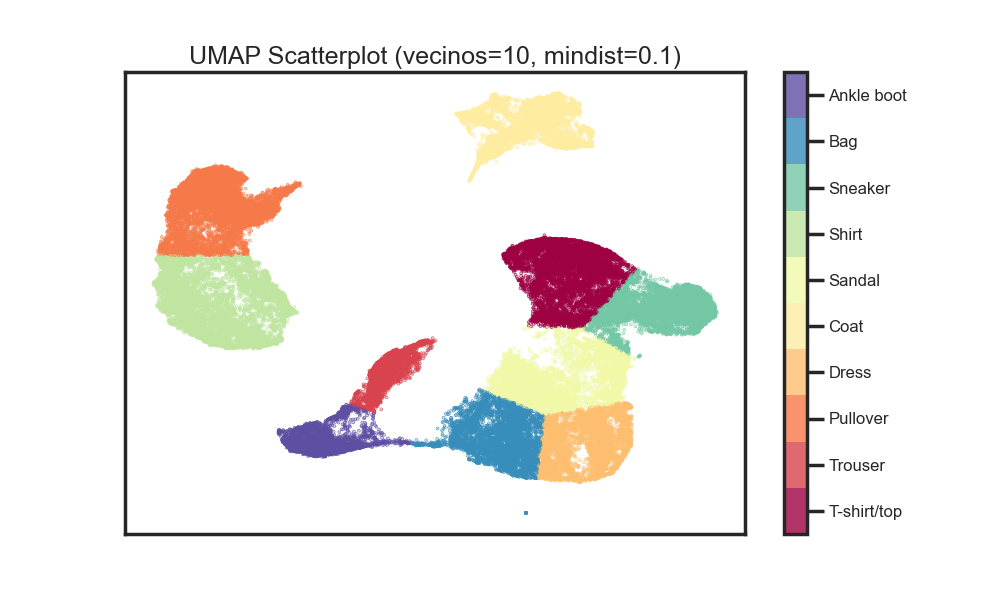 UMAP Scatterplot (vecinos=10, mindist=0.1)
Ankle boot
Bag
Sneaker
Shirt
Sandal
Coat
Dress
Pullover
Trouser
T-shirt/top